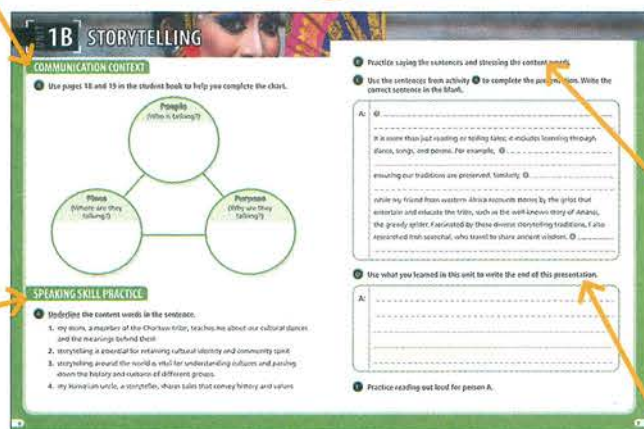 1B STORYTELLING
COMMUNICATION CONTEXT
A Use pages 18 and 19 in the student book to help you complete the chart.
People
(Who is talking?)
Place
(Where are they
talking?)
Purpose
(Why are they
talking?)
SPEAKING SKILL PRACTICE
A Underline the content words in the sentence.
1. my mom, a member of the tribe, teaches me about our cultural dances
and the meanings behind them
2. storytelling is essential for retaining cultural identity and community spirit
3. storytelling around the world is vital for understanding cultures and passing
down the history and customs of different groups
4. my Hawaiian uncle, a storyteller, shares tales that convey history and values
B Practice saying the sentences and stressing the content words.
C Use the sentences from activity A to complete the presentation. Write the
correct sentence in the blank.
A:
It is more than just reading or telling tales; it includes learning through
dance, songs, and poems. For example,
ensuring our traditions are preserved. Similarly,
while my friend from western Africa recounts stories by the griot that
entertain and educate the tribe, such as the well-known story of Anansi,
the greedy spider. Fascinated by these diverse storytelling traditions, I also
researched Irish seanchaí, who travel to share ancient wisdom.
D Use what you learned in this unit to write the end of this presentation.
A:
E Practice reading out loud for person A.